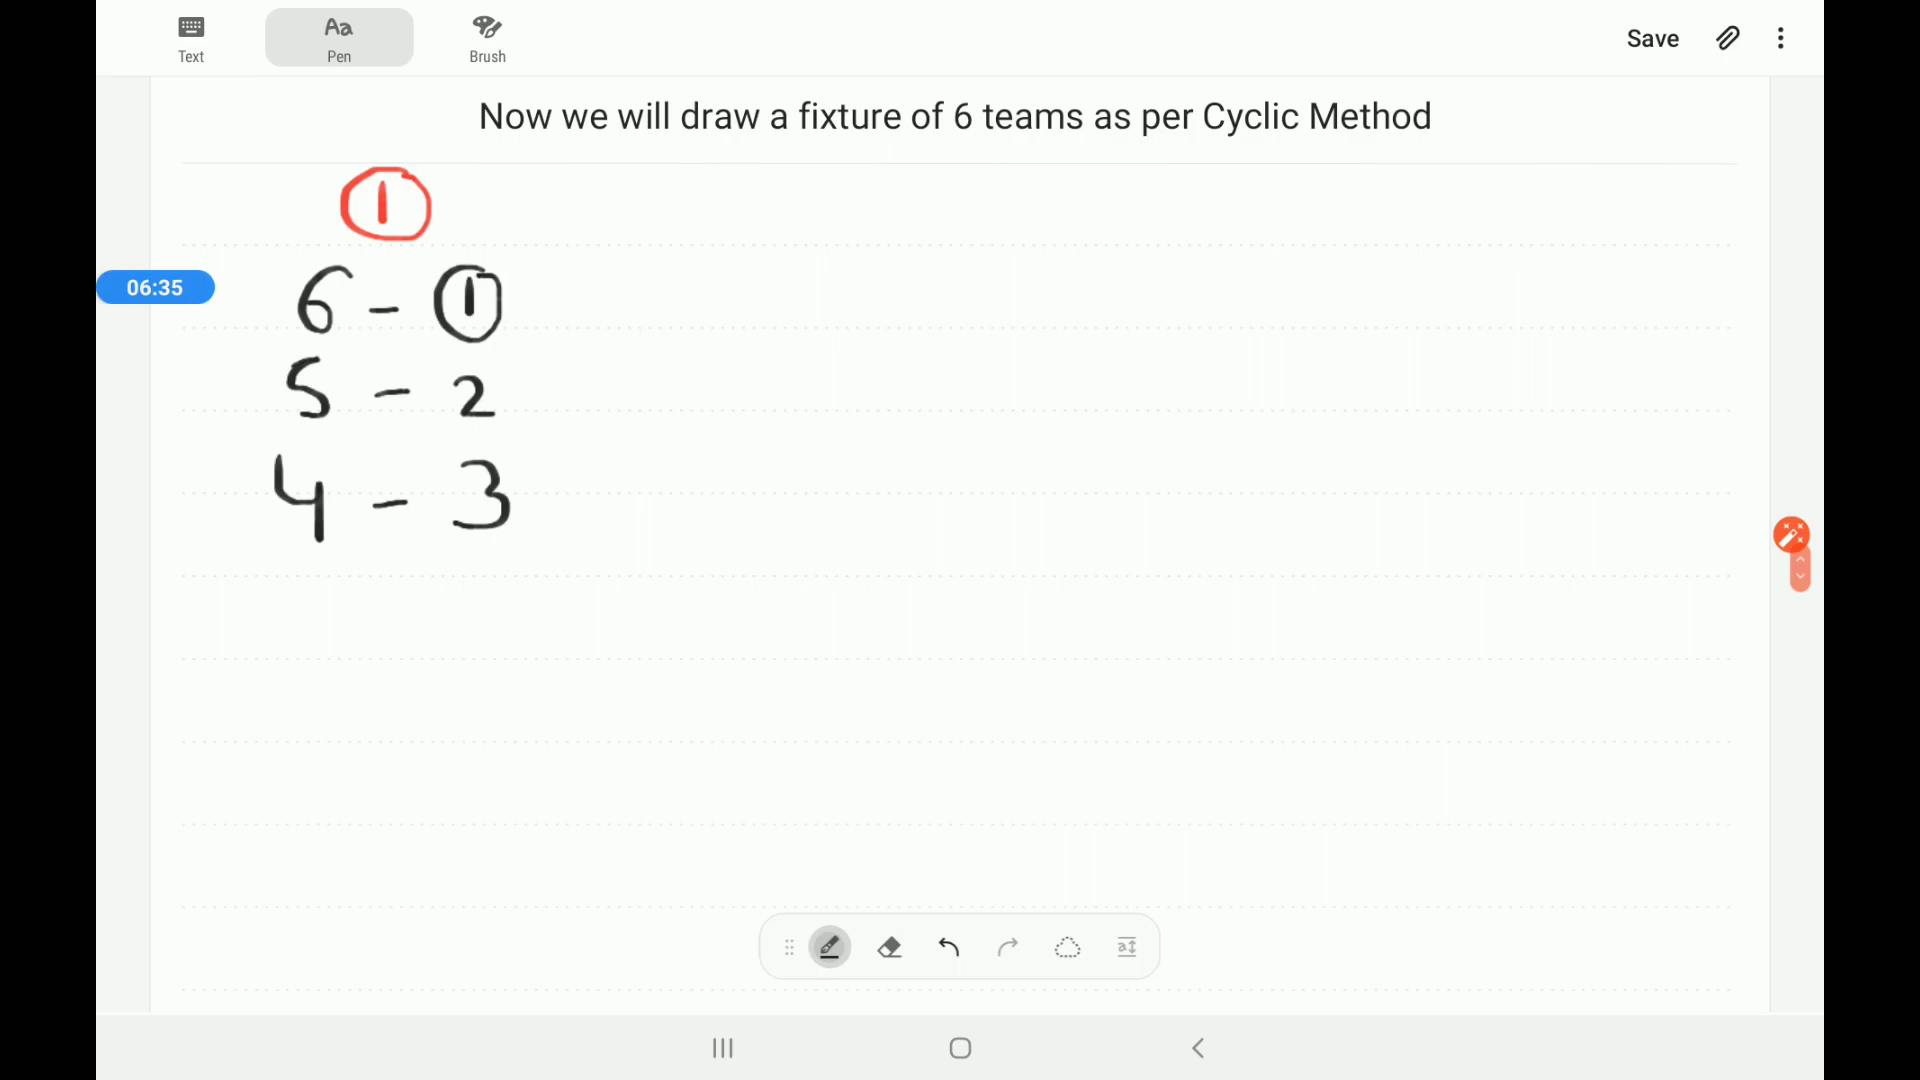 Text Aa Pen Brush Save
Now we will draw a fixture of 6 teams as per Cyclic Method
1
06:35
6 - 1
5 - 2
4 - 3